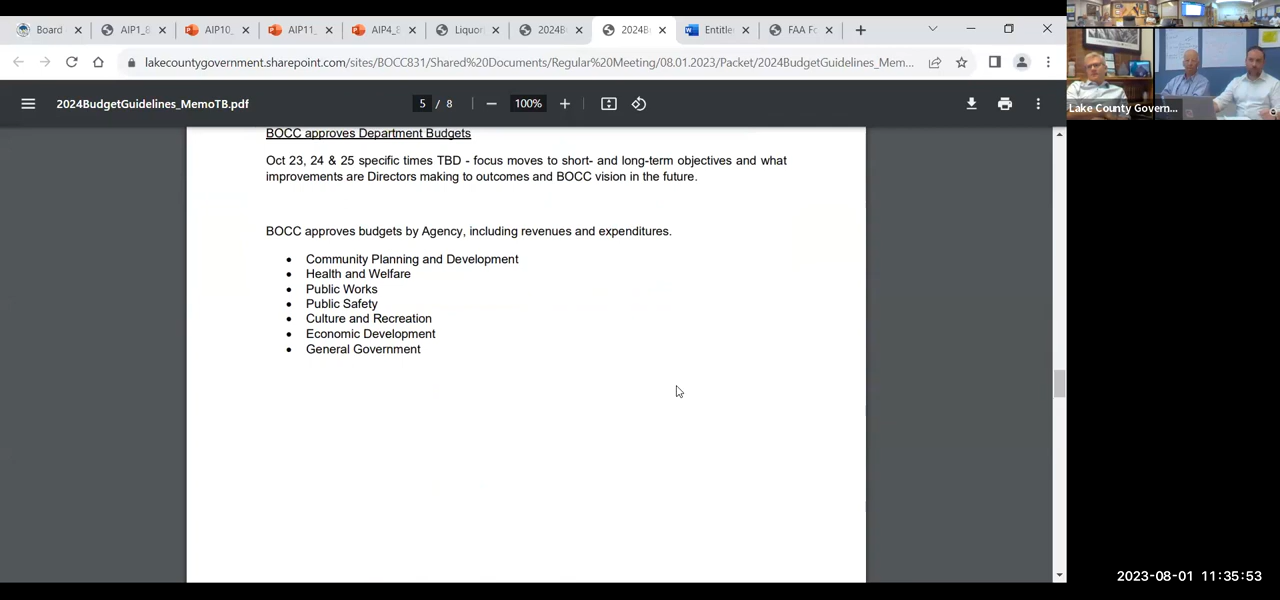 Board
AIP1_B
AIP10_
AIP11_
AIP4_E
Liquor
2024B
2024B
Entitle
FAA Fo
lakecountygovernment.sharepoint.com/sites/BOCC831/Shared%20Documents/Regular%20Meeting/08.01.2023/Packet/2024BudgetGuidelines_Mem...
2024BudgetGuidelines_MemoTB.pdf
5 / 8
100%
Lake County Govern...
BOCC approves Department Budgets
Oct 23, 24 & 25 specific times TBD - focus moves to short- and long-term objectives and what
improvements are Directors making to outcomes and BOCC vision in the future.
BOCC approves budgets by Agency, including revenues and expenditures.
• Community Planning and Development
• Health and Welfare
• Public Works
• Public Safety
• Culture and Recreation
• Economic Development
• General Government
2023-08-01 11:35:53